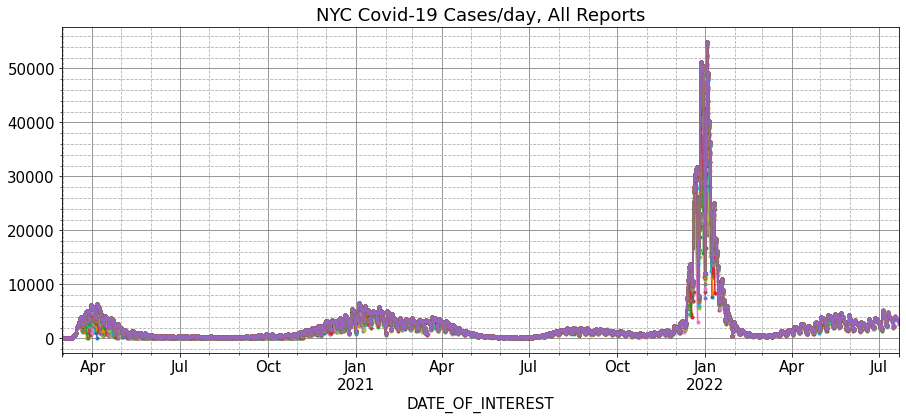 NYC Covid-19 Cases/day, All Reports
50000
40000
30000
20000
10000
0
Apr Jul Oct Jan Apr Jul Oct Jan Apr Jul
2021 2022
DATE_OF_INTEREST